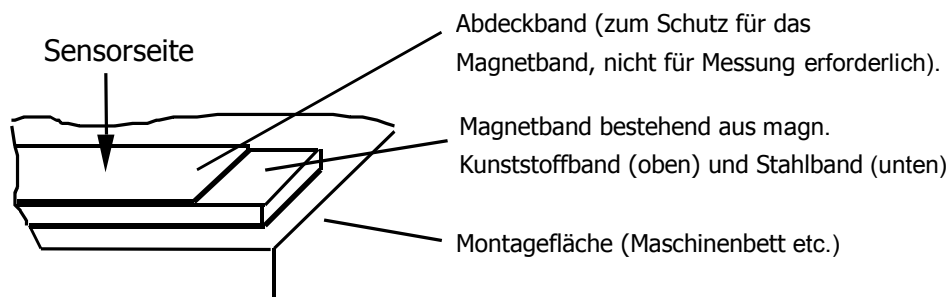 Sensorseite
Abdeckband (zum Schutz für das
Magnetband, nicht für Messung erforderlich).
Magnetband bestehend aus magn.
Kunststoffband (oben) und Stahlband (unten)
Montagefläche (Maschinenbett etc.)